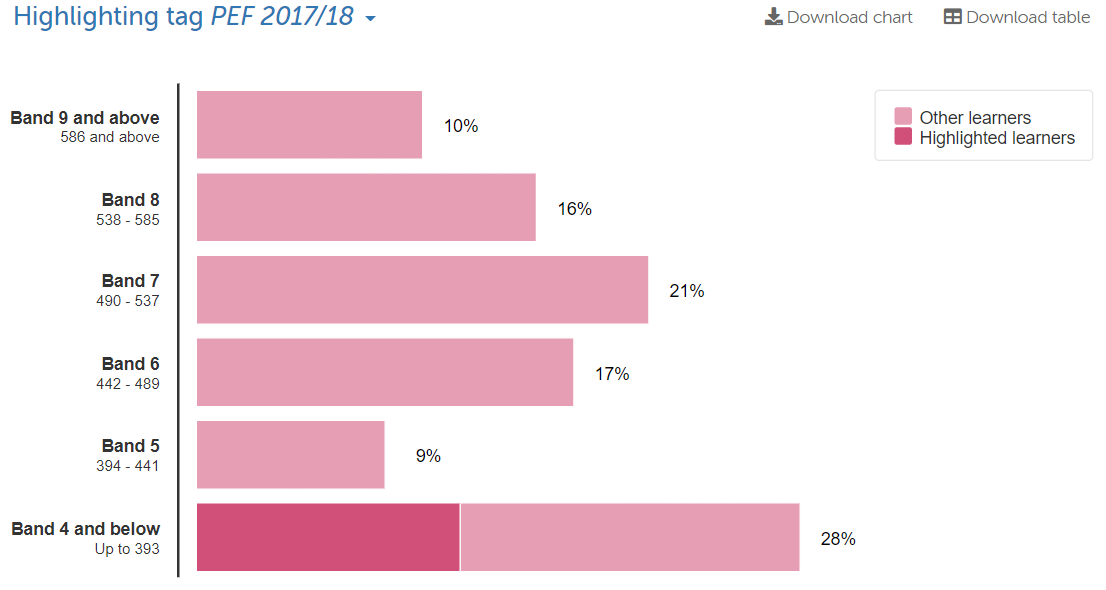 Highlighting tag PEF 2017/18
Download chart
Download table
Other learners
Highlighted learners
Band 9 and above
586 and above
10%
Band 8
538 - 585
16%
Band 7
490 - 537
21%
Band 6
442 - 489
17%
Band 5
394 - 441
9%
Band 4 and below
Up to 393
28%